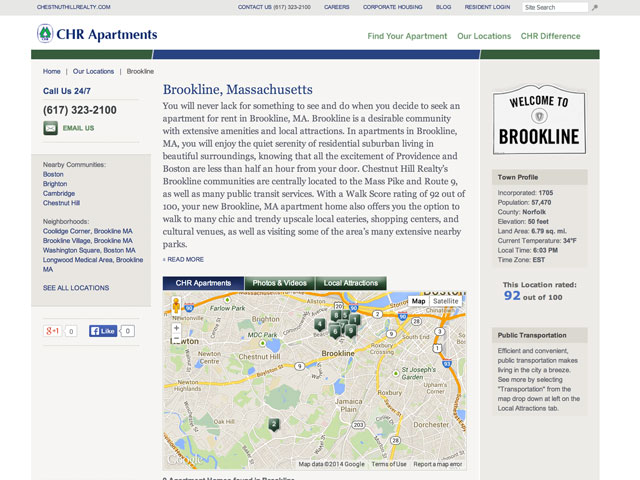 CHESTNUTHILLREALTY.COM
CONTACT US (617) 323-2100
CAREERS
CORPORATE HOUSING
BLOG
RESIDENT LOGIN
Site Search
CHR Apartments
Find Your Apartment
Our Locations
CHR Difference
Home | Our Locations | Brookline
Call Us 24/7
(617) 323-2100
EMAIL US
Nearby Communities:
Boston
Brighton
Cambridge
Chestnut Hill
Neighborhoods:
Coolidge Corner, Brookline MA
Brookline Village, Brookline MA
Washington Square, Boston MA
Longwood Medical Area, Brookline
MA
SEE ALL LOCATIONS
+1 0
Like 0
Brookline, Massachusetts
You will never lack for something to see and do when you decide to seek an
apartment for rent in Brookline, MA. Brookline is a desirable community
with extensive amenities and local attractions. In apartments in Brookline,
MA, you will enjoy the quiet serenity of residential suburban living in
beautiful surroundings, knowing that all the excitement of Providence and
Boston are less than half an hour from your door. Chestnut Hill Realty's
Brookline communities are centrally located to the Mass Pike and Route 9,
as well as many public transit services. With a Walk Score rating of 92 of
100, your new Brookline, MA apartment home also offers you the option to
walk to many chic and trendy upscale local eateries, shopping centers, and
cultural venues, as well as visiting some of the area's many extensive nearby
parks.
» READ MORE
CHR Apartments
Photos & Videos
Local Attractions
Farlow Park
Allston
Boston
Map
Satellite
Brighton
MDC Park
Newton
Newton
Centre
Chestnut Hill
Brookline
Newton
Highlands
Roxbury
Crossing
Roxbury
St Joseph's
Garden
Upham's
Corner
Jamaica
Plain
Oak Hill
Dorchester
2
Google
Map data ©2014 Google
Terms of Use
Report a map error
WELCOME TO
BROOKLINE
Town Profile
Incorporated: 1705
Population: 57,470
County: Norfolk
Elevation: 50 feet
Land Area: 6.79 sq. mi.
Current Temperature: 34°F
Local Time: 6:03 PM
Time Zone: EST
This Location rated:
92 out of 100
Public Transportation
Efficient and convenient,
public transportation makes
living in the city a breeze.
See more by selecting
"Transportation" from the
map drop down at left on the
Local Attractions tab.